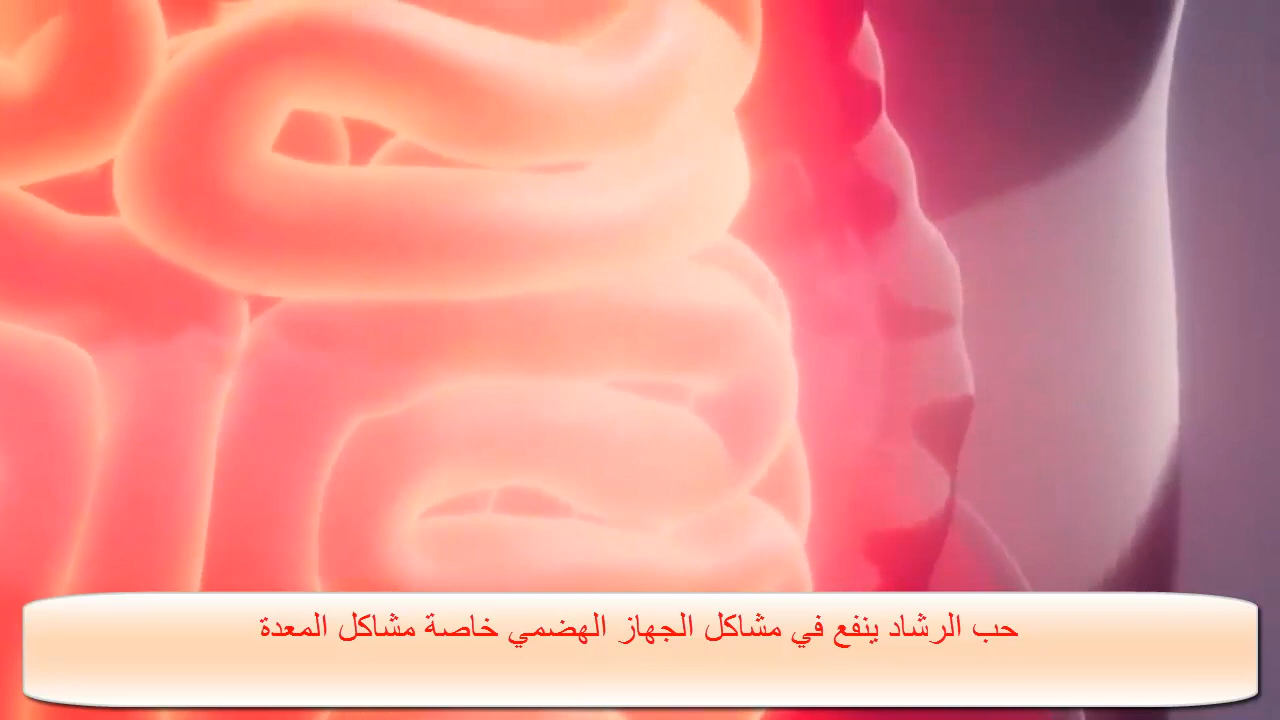 حب الرشاد ينفع في مشاكل الجهاز الهضمي خاصة مشاكل المعدة